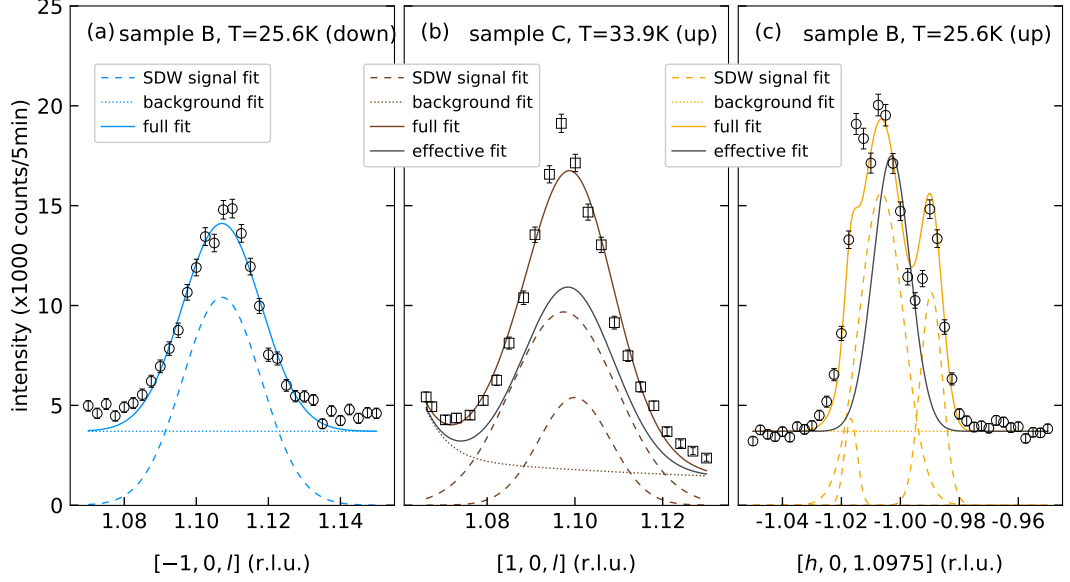 (a) sample B, T=25.6K (down)
SDW signal fit
background fit
full fit
(b) sample C, T=33.9K (up)
SDW signal fit
background fit
full fit
effective fit
(c) sample B, T=25.6K (up)
SDW signal fit
background fit
full fit
effective fit
intensity (x1000 counts/5min)
25
20
15
10
5
0
1.08 1.10 1.12 1.14
[−1, 0, l] (r.l.u.)
1.08 1.10 1.12
[1, 0, l] (r.l.u.)
-1.04 -1.02 -1.00 -0.98 -0.96
[h, 0, 1.0975] (r.l.u.)